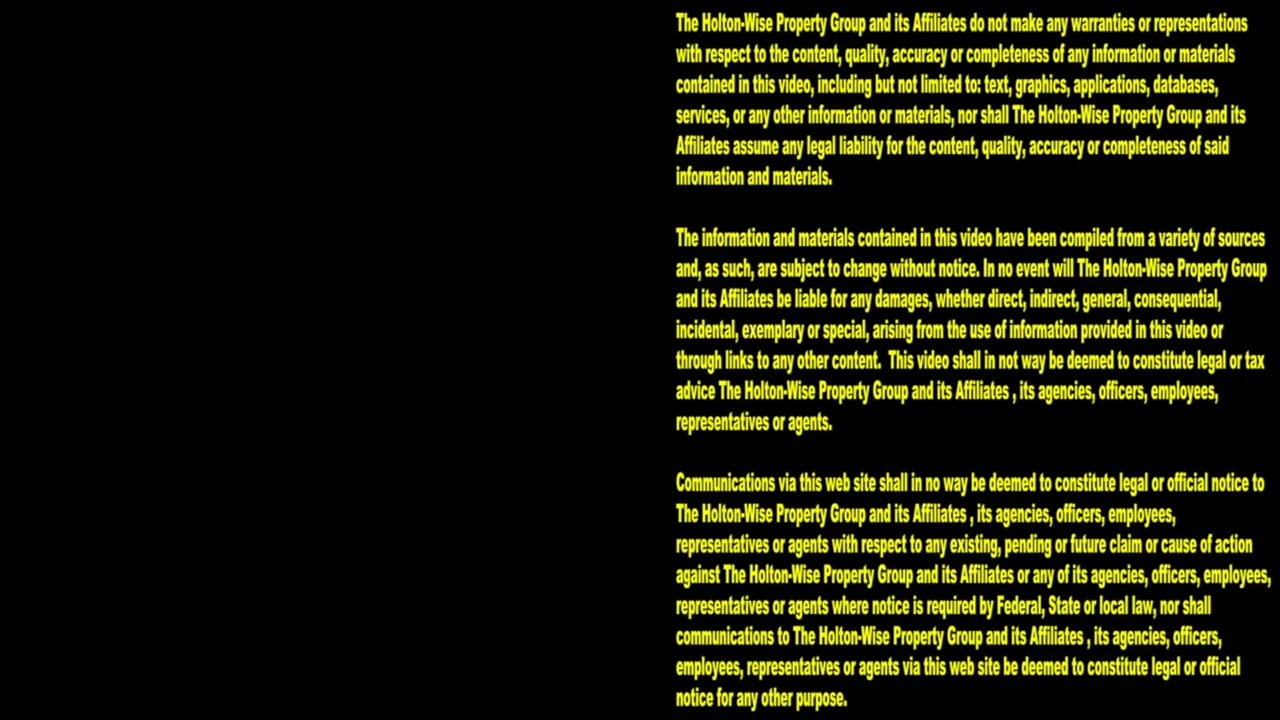 The Holton-Wise Property Group and its Affiliates do not make any warranties or representations
with respect to the content, quality, accuracy or completeness of any information or materials
contained in this video, including but not limited to: text, graphics, applications, databases,
services, or any other information or materials, nor shall The Holton-Wise Property Group and its
Affiliates assume any legal liability for the content, quality, accuracy or completeness of said
information and materials.
The information and materials contained in this video have been compiled from a variety of sources
and, as such, are subject to change without notice. In no event will The Holton-Wise Property Group
and its Affiliates be liable for any damages, whether direct, indirect, general, consequential,
incidental, exemplary or special, arising from the use of information provided in this video or
through links to any other content.  This video shall in not way be deemed to constitute legal or tax
advice The Holton-Wise Property Group and its Affiliates , its agencies, officers, employees,
representatives or agents.
Communications via this web site shall in no way be deemed to constitute legal or official notice to
The Holton-Wise Property Group and its Affiliates , its agencies, officers, employees,
representatives or agents with respect to any existing, pending or future claim or cause of action
against The Holton-Wise Property Group and its Affiliates or any of its agencies, officers, employees,
representatives or agents where notice is required by Federal, State or local law, nor shall
communications to The Holton-Wise Property Group and its Affiliates , its agencies, officers,
employees, representatives or agents via this web site be deemed to constitute legal or official
notice for any other purpose.